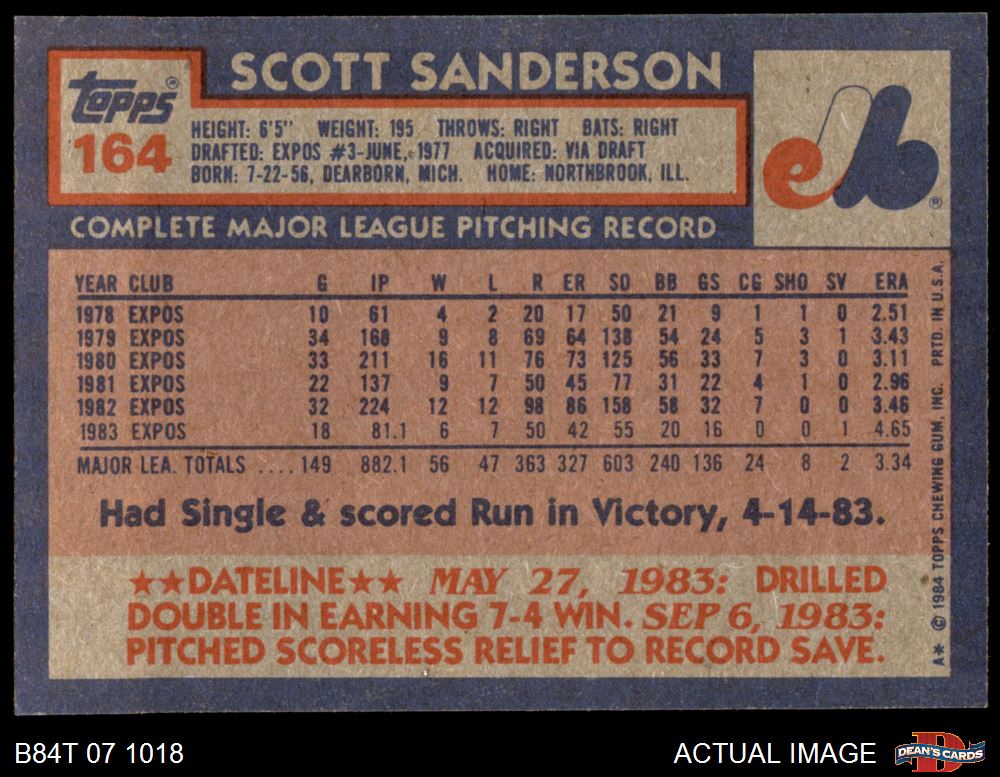 SCOTT SANDERSON
topps®
164
HEIGHT: 6'5" WEIGHT: 195 THROWS: RIGHT BATS: RIGHT
DRAFTED: EXPOS #3-JUNE, 1977 ACQUIRED: VIA DRAFT
BORN: 7-22-56, DEARBORN, MICH. HOME: NORTHBROOK, ILL.
eb®
COMPLETE MAJOR LEAGUE PITCHING RECORD
YEAR CLUB G IP W L R ER SO BB GS CG SHO SV ERA
1978 EXPOS 10 61 4 2 20 17 50 21 9 1 1 0 2.51
1979 EXPOS 34 168 9 8 69 64 138 54 24 5 3 1 3.43
1980 EXPOS 33 211 16 11 76 73 125 56 33 7 3 0 3.11
1981 EXPOS 22 137 9 7 50 45 77 31 22 4 1 0 2.96
1982 EXPOS 32 224 12 12 98 86 158 58 32 7 0 0 3.46
1983 EXPOS 18 81.1 6 7 50 42 55 20 16 0 0 1 4.65
MAJOR LEA. TOTALS .... 149 882.1 56 47 363 327 603 240 136 24 8 2 3.34
Had Single & scored Run in Victory, 4-14-83.
★★DATELINE★★ MAY 27, 1983: DRILLED
DOUBLE IN EARNING 7-4 WIN. SEP 6, 1983:
PITCHED SCORELESS RELIEF TO RECORD SAVE.
A* © 1984 TOPPS CHEWING GUM, INC. PRTD. IN U.S.A.
B84T 07 1018
ACTUAL IMAGE
DEAN'S CARDS